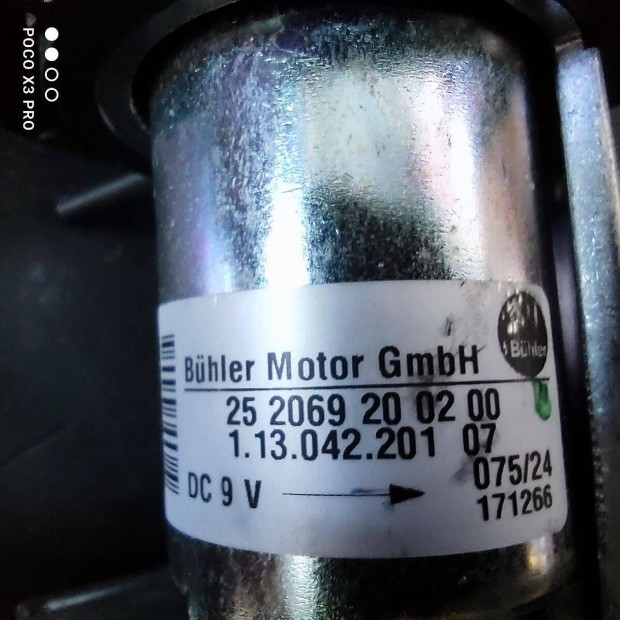 POCO X3 PRO
Bühler
Bühler Motor GmbH
25 2069 20 02 00
1.13.042.201 07
075/24
DC 9 V
171266